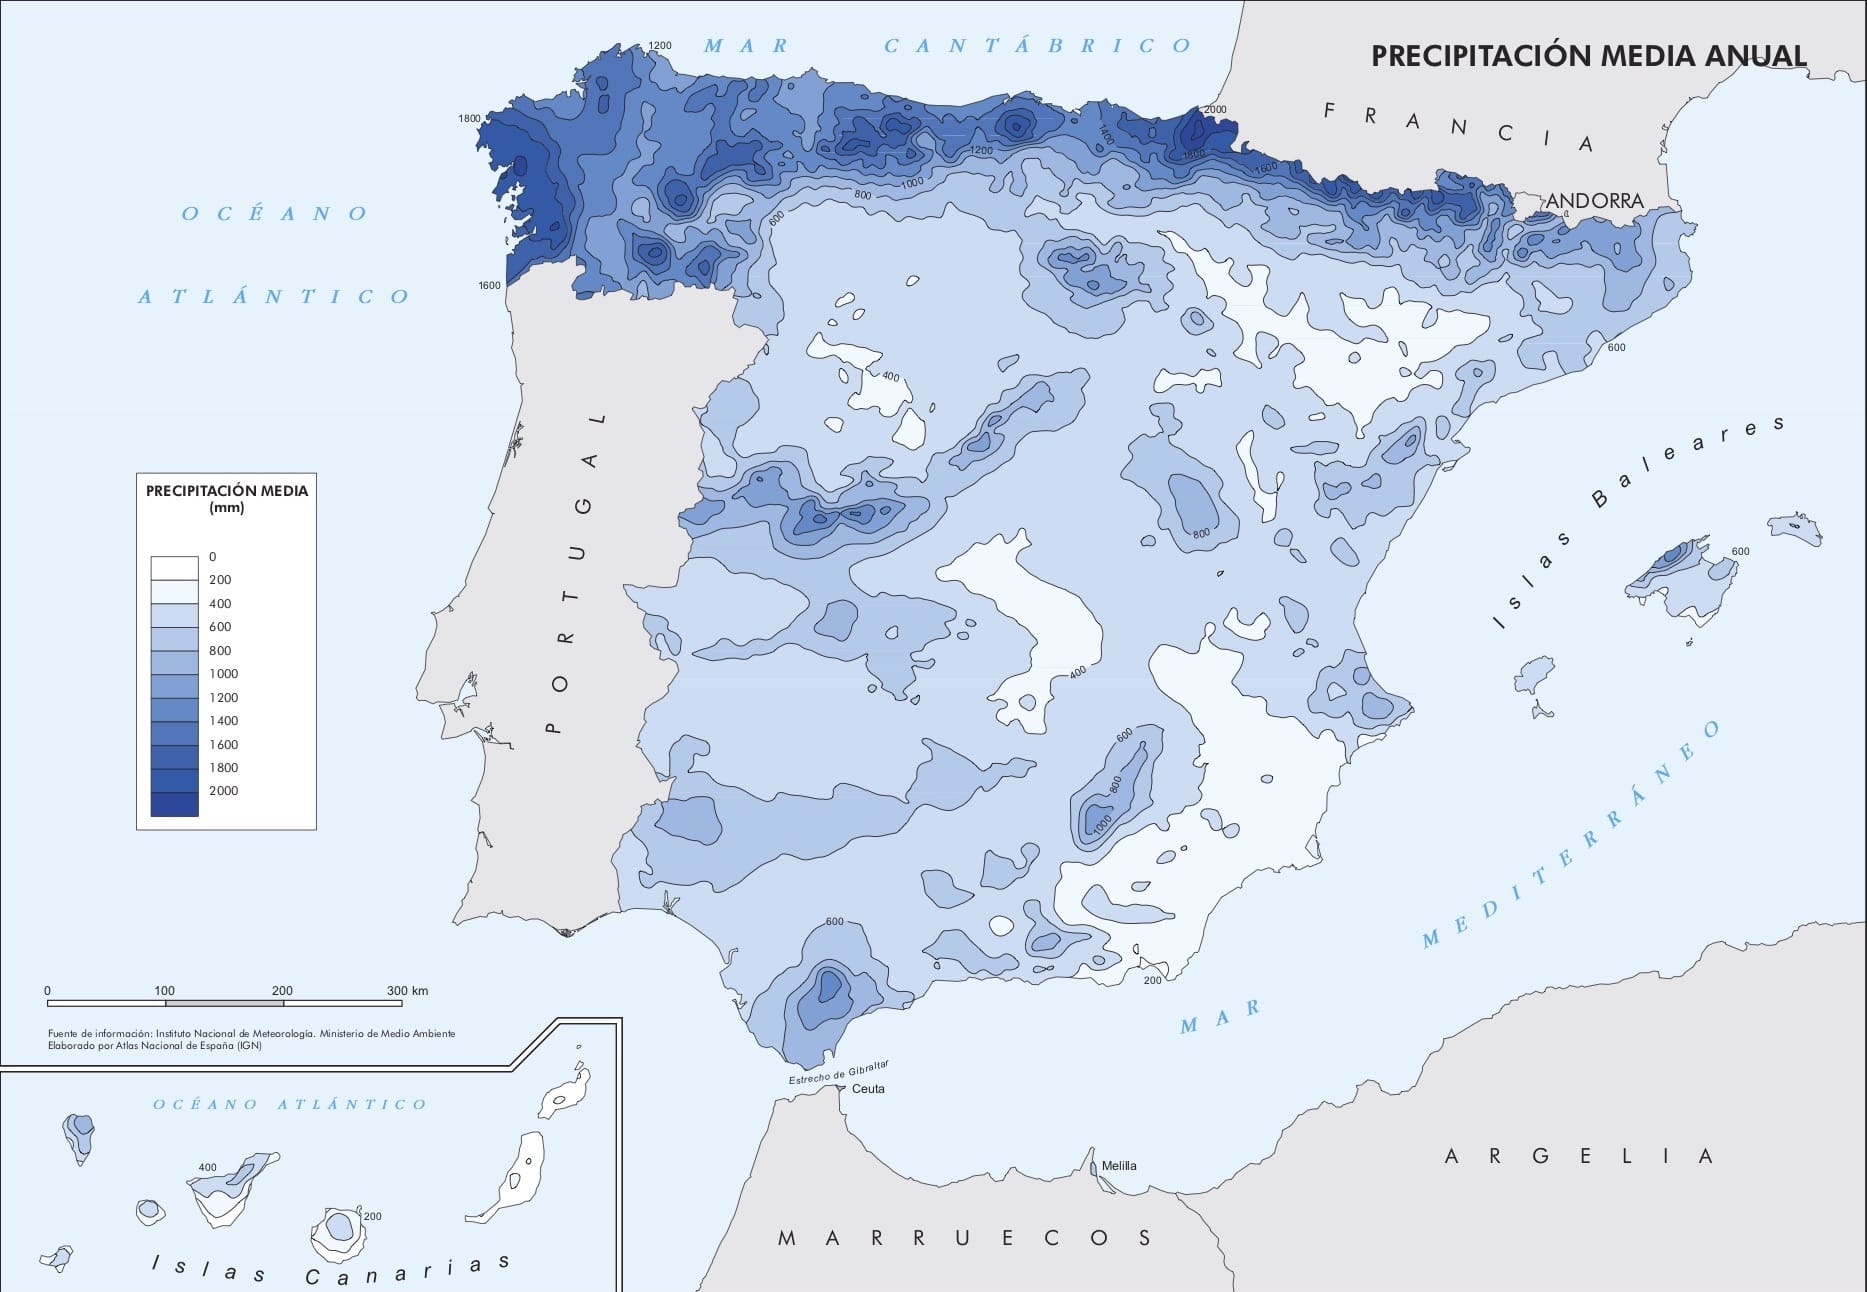 PRECIPITACIÓN MEDIA ANUAL
MAR CANTÁBRICO
FRANCIA
ANDORRA
OCÉANO
ATLÁNTICO
PORTUGAL
Islas Baleares
MAR MEDITERRÁNEO
1200
1800
2000
1400
1200
1800
1600
1000
800
600
1600
600
400
800
600
400
600
800
1000
600
200
PRECIPITACIÓN MEDIA
(mm)
0
200
400
600
800
1000
1200
1400
1600
1800
2000
0 100 200 300 km
Fuente de información: Instituto Nacional de Meteorología. Ministerio de Medio Ambiente
Elaborado por Atlas Nacional de España (IGN)
Estrecho de Gibraltar
Ceuta
Melilla
MARRUECOS
ARGELIA
OCÉANO ATLÁNTICO
400
200
Islas Canarias